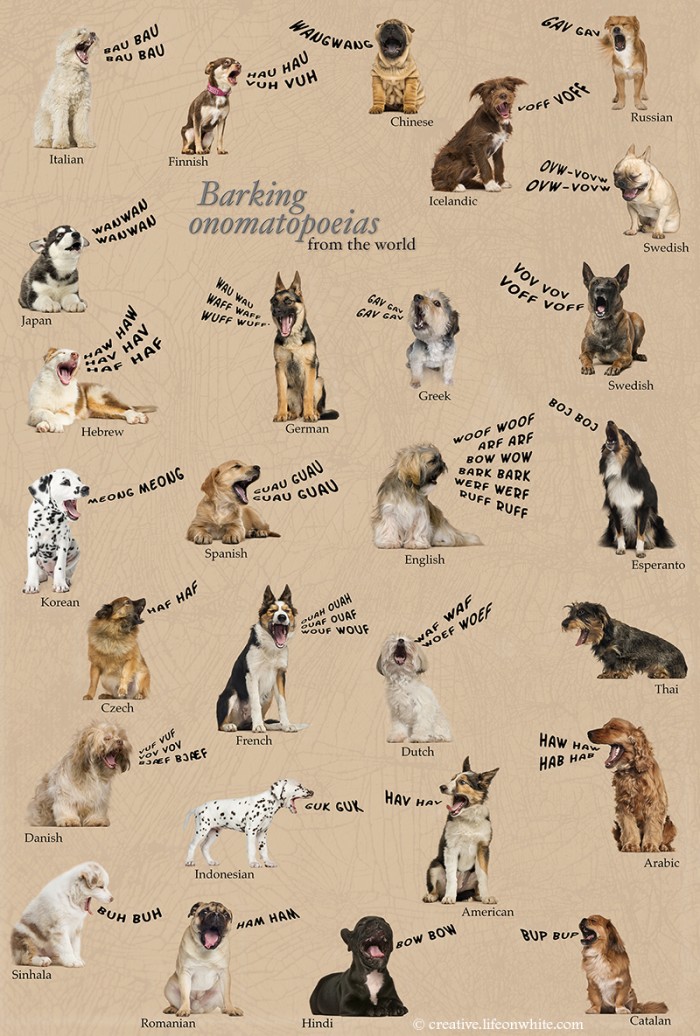 BAU BAU
BAU BAU
Italian
HAU HAU
VUH VUH
Finnish
WANGWANG
Chinese
VOFF VOFF
Icelandic
GAV GAV
Russian
OVW-VOVW
OVW-VOVW
Swedish
Barking
onomatopoeias
from the world
WANWAN
WANWAN
Japan
WAU WAU
WAFF WAFF
WUFF WUFF
German
GAV GAV
GAV GAV
Greek
VOV VOV
VOFF VOFF
Swedish
HAW HAW
HAV HAV
HAF HAF
Hebrew
MEONG MEONG
Korean
GUAU GUAU
GUAU GUAU
Spanish
WOOF WOOF
ARF ARF
BOW WOW
BARK BARK
WERF WERF
RUFF RUFF
English
BOJ BOJ
Esperanto
HAF HAF
Czech
OUAH OUAH
OUAF OUAF
WOUF WOUF
French
WAF WAF
WOEF WOEF
Dutch
Thai
VUF VUF
VOV VOV
BJÆF BJÆF
Danish
GUK GUK
Indonesian
HAV HAV
American
HAW HAW
HAB HAB
Arabic
BUH BUH
Sinhala
HAM HAM
Romanian
BOW BOW
Hindi
BUP BUP
Catalan
© creative.lifeonwhite.com